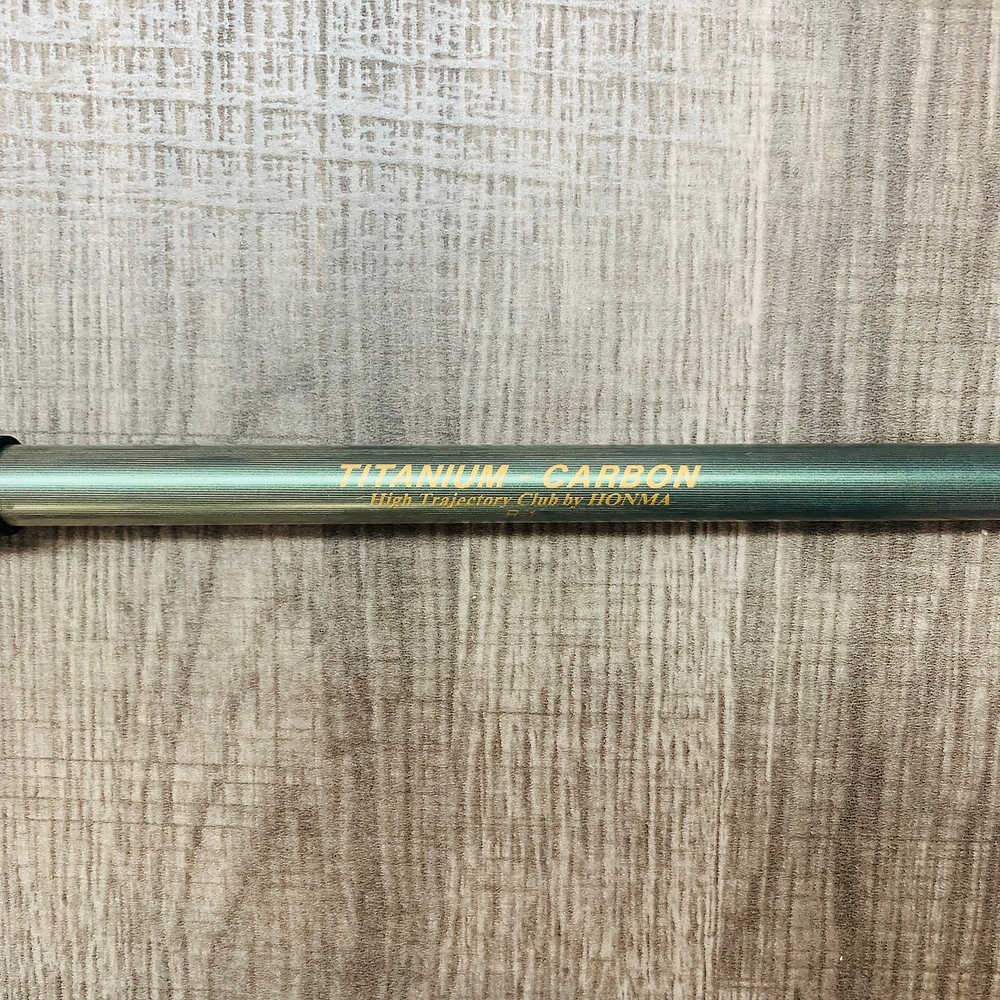 TITANIUM - CARBON
High Trajectory Club by HONMA